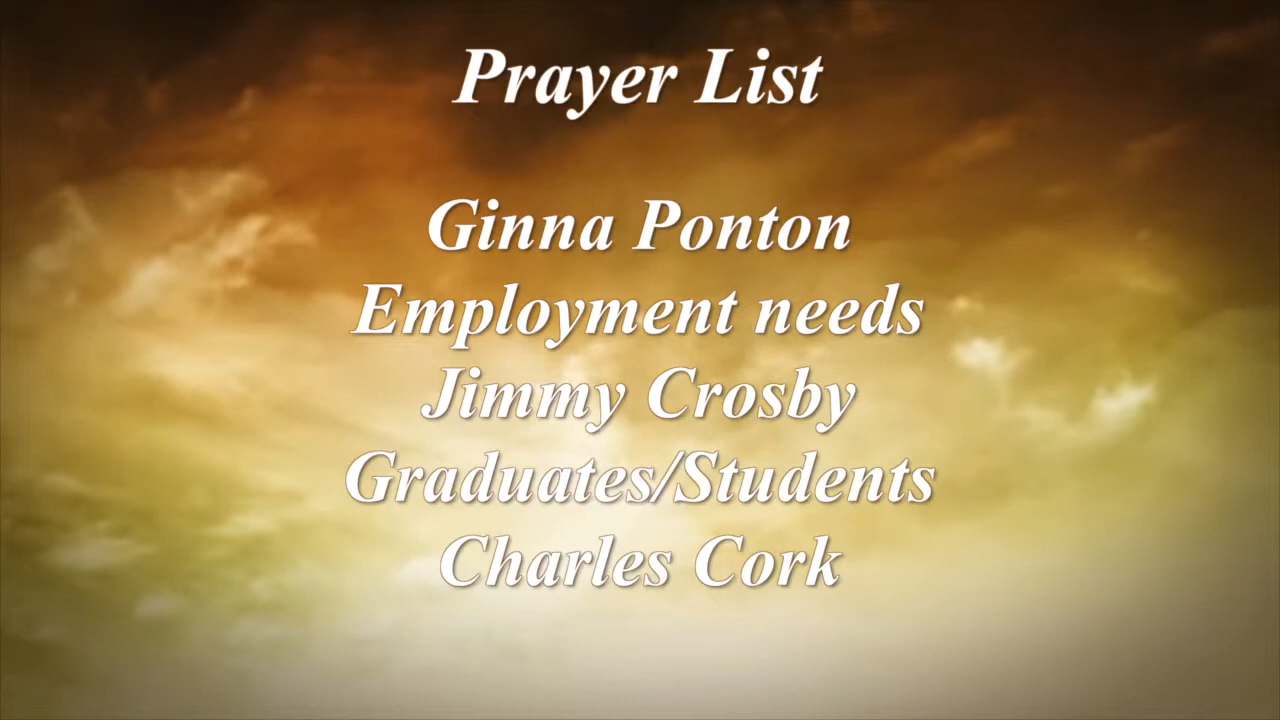 Prayer List
Ginna Ponton
Employment needs
Jimmy Crosby
Graduates/Students
Charles Cork